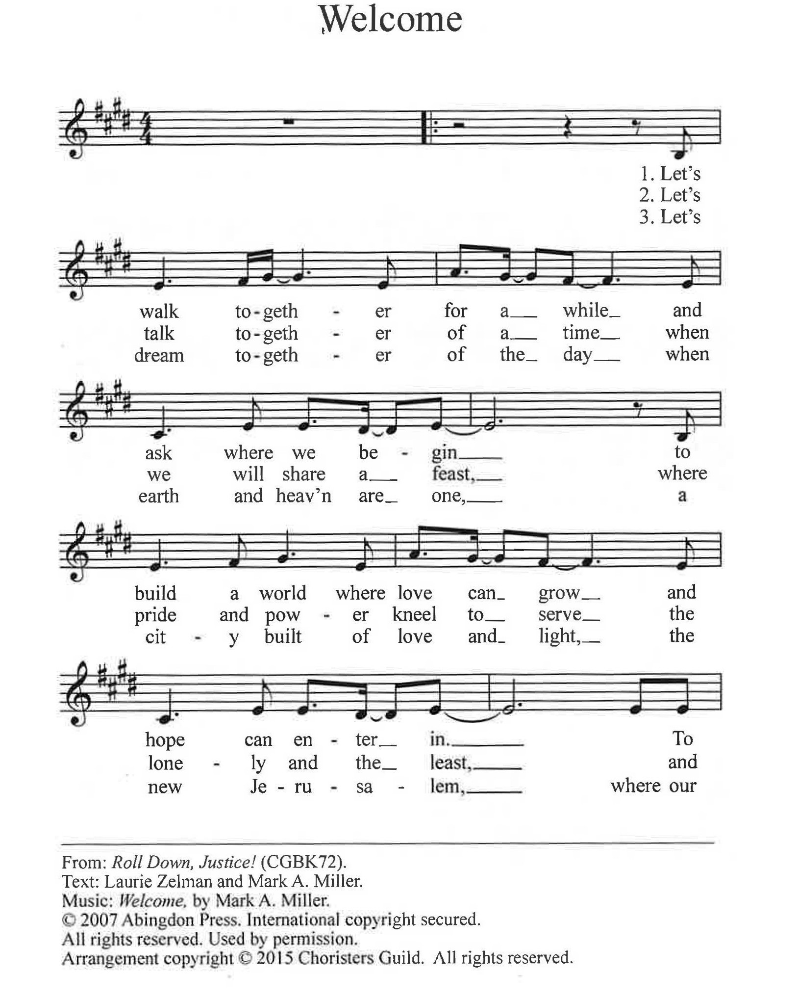 Welcome
1. Let's
2. Let's
3. Let's
walk to - geth - er for a__ while_ and
talk to - geth - er of a__ time__ when
dream to - geth - er of the_ day__ when
ask where we be - gin____ to
we will share a__ feast,___ where
earth and heav'n are_ one,____ a
build a world where love can_ grow__ and
pride and pow - er kneel to__ serve__ the
cit - y built of love and_ light,__ the
hope can en - ter__ in.______ To
lone - ly and the__ least,_____ and
new Je - ru - sa - lem,_____ where our
From: Roll Down, Justice! (CGBK72).
Text: Laurie Zelman and Mark A. Miller.
Music: Welcome, by Mark A. Miller.
© 2007 Abingdon Press. International copyright secured.
All rights reserved. Used by permission.
Arrangement copyright © 2015 Choristers Guild. All rights reserved.